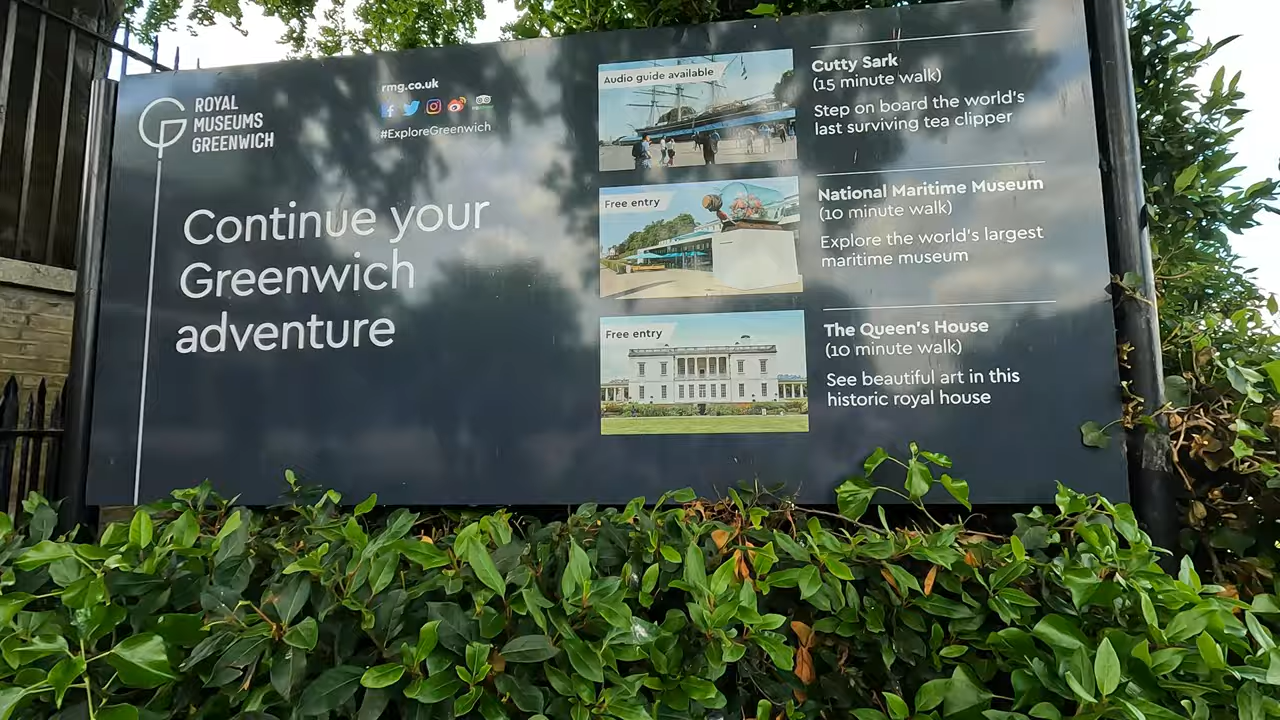 ROYAL
MUSEUMS
GREENWICH
rmg.co.uk
#ExploreGreenwich
Continue your
Greenwich
adventure
Audio guide available
Cutty Sark
(15 minute walk)
Step on board the world's
last surviving tea clipper
Free entry
National Maritime Museum
(10 minute walk)
Explore the world's largest
maritime museum
Free entry
The Queen's House
(10 minute walk)
See beautiful art in this
historic royal house